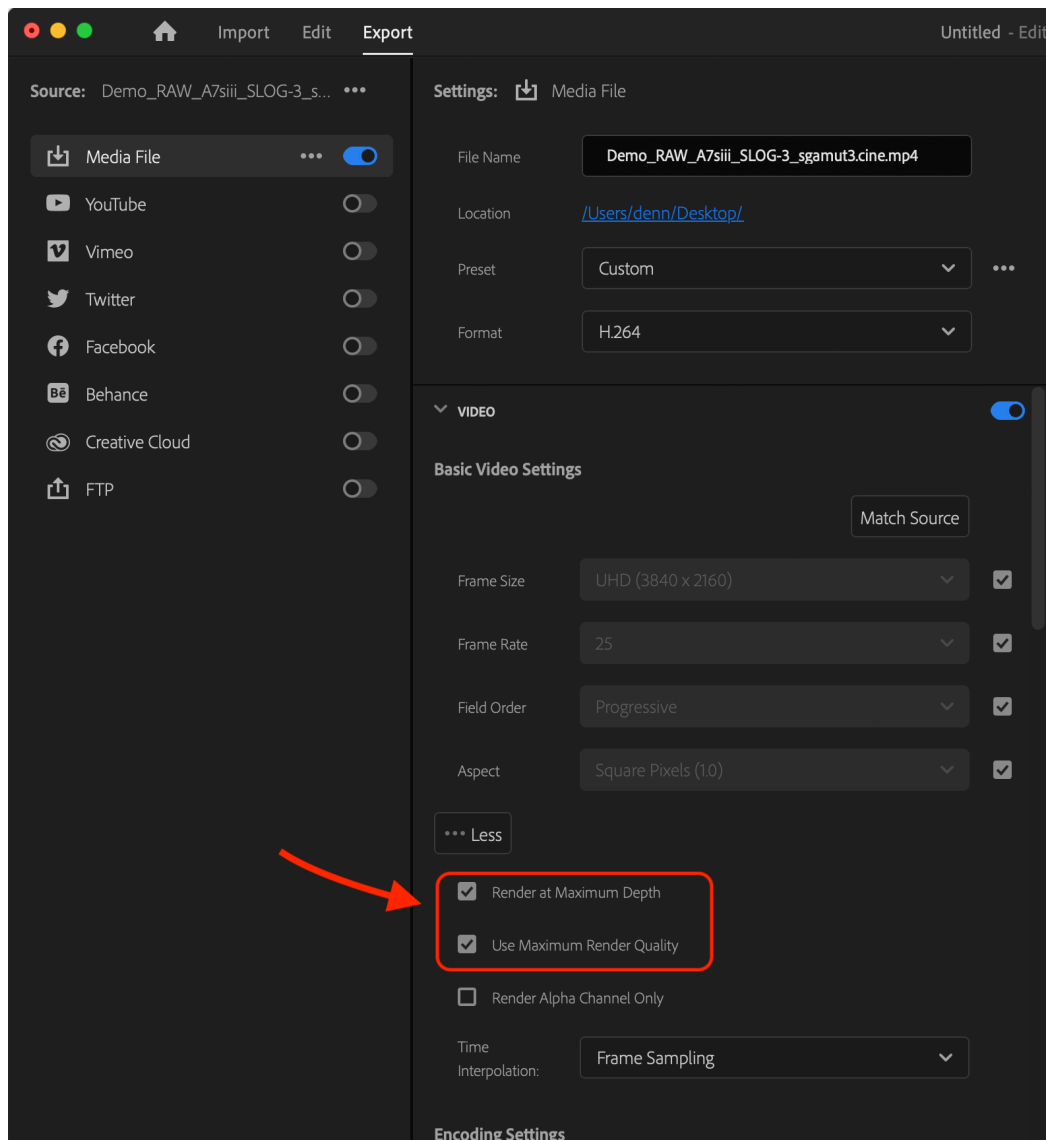 Import Edit Export Untitled - Edit
Source: Demo_RAW_A7siii_SLOG-3_s... •••
Media File •••
YouTube
Vimeo
Twitter
Facebook
Bē Behance
Creative Cloud
FTP
Settings: Media File
File Name Demo_RAW_A7siii_SLOG-3_sgamut3.cine.mp4
Location /Users/denn/Desktop/
Preset Custom •••
Format H.264
VIDEO
Basic Video Settings
Match Source
Frame Size UHD (3840 x 2160)
Frame Rate 25
Field Order Progressive
Aspect Square Pixels (1.0)
••• Less
Render at Maximum Depth
Use Maximum Render Quality
Render Alpha Channel Only
Time
Interpolation: Frame Sampling
Encoding Settings